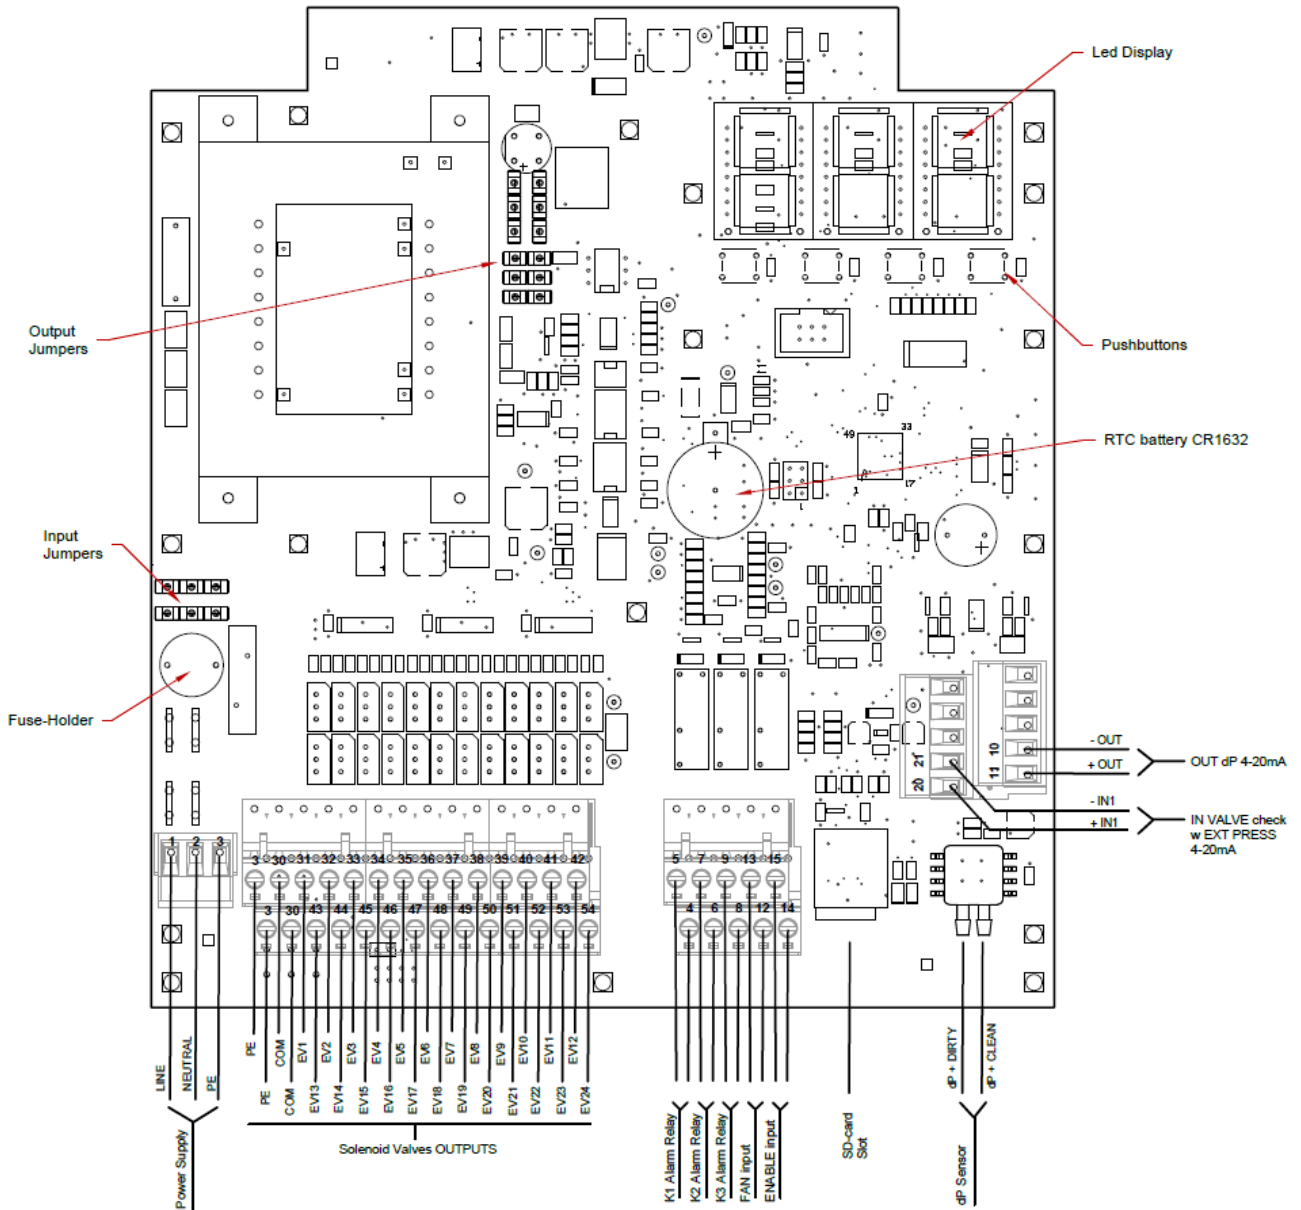 Led Display
Output
Jumpers
Pushbuttons
RTC battery CR1632
49
33
1
17
1
11
+
+
+
Input
Jumpers
Fuse-Holder
10
11
21
20
- OUT
+ OUT
OUT dP 4-20mA
- IN1
+ IN1
IN VALVE check
w EXT PRESS
4-20mA
1 2 3
3 30 31 32 33 34 35 36 37 38 39 40 41 42
3 30 43 44 45 46 47 48 49 50 51 52 53 54
5 7 9 13 15
4 6 8 12 14
LINE
NEUTRAL
PE
Power Supply
PE COM EV1 EV2 EV3 EV4 EV5 EV6 EV7 EV8 EV9 EV10 EV11 EV12
PE COM EV13 EV14 EV15 EV16 EV17 EV18 EV19 EV20 EV21 EV22 EV23 EV24
Solenoid Valves OUTPUTS
K1 Alarm Relay
K2 Alarm Relay
K3 Alarm Relay
FAN input
ENABLE input
SD-card
Slot
dP + DIRTY
dP + CLEAN
dP Sensor